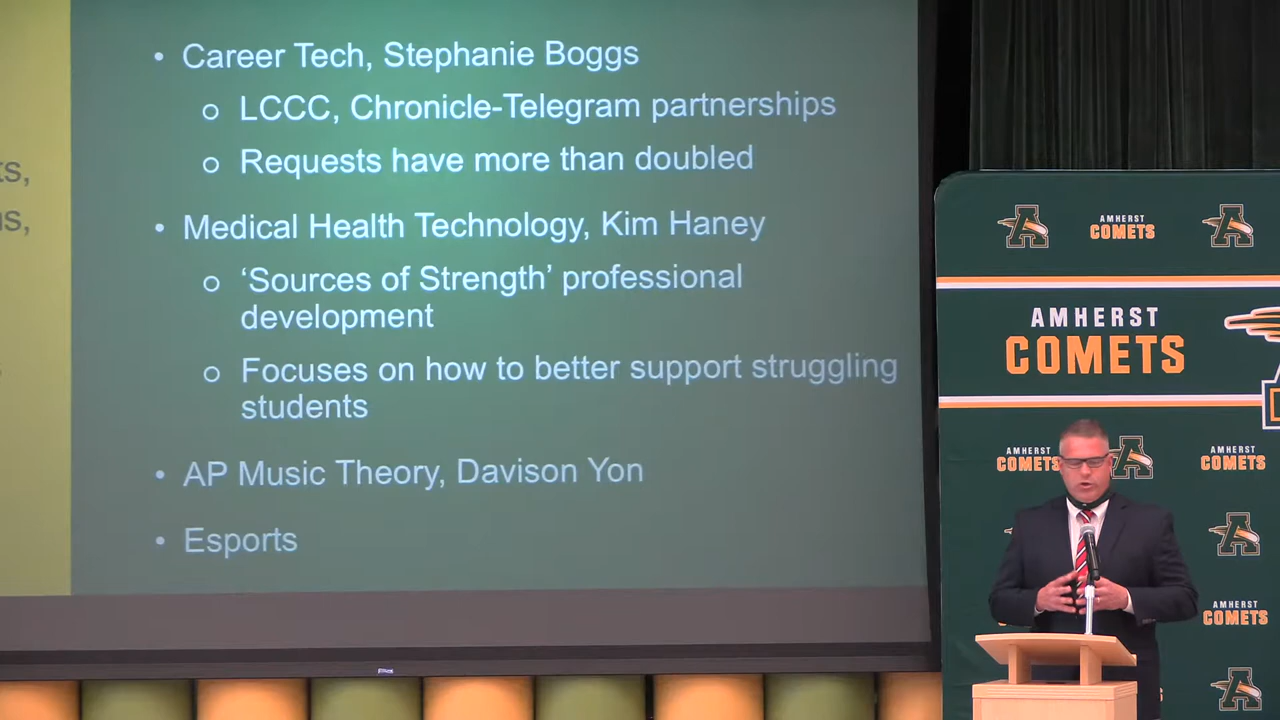 ts,
• Career Tech, Stephanie Boggs
o LCCC, Chronicle-Telegram partnerships
o Requests have more than doubled
• Medical Health Technology, Kim Haney
o ‘Sources of Strength’ professional
development
o Focuses on how to better support struggling
students
• AP Music Theory, Davison Yon
• Esports
A
AMHERST
COMETS
A
AMHERST
COMETS
AMHERST
COMETS
A
AMHERST
COMETS
A
AMHERST
COMETS
A